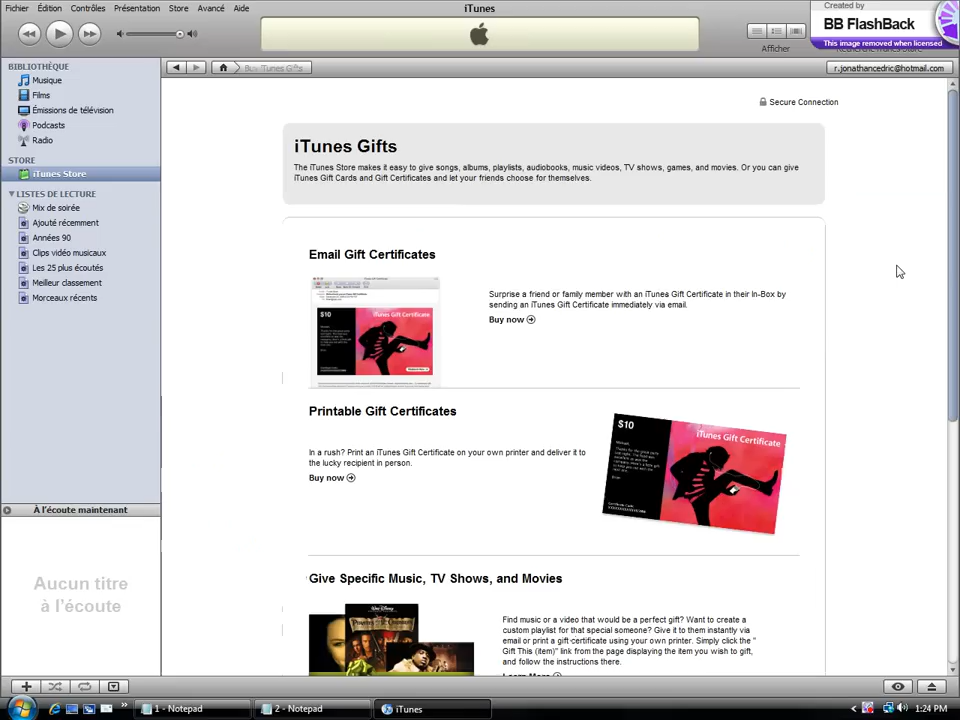 Fichier Édition Contrôles Présentation Store Avancé Aide
iTunes
Created by
BB FlashBack
This image removed when licensed
Afficher
BIBLIOTHÈQUE
Musique
Films
Émissions de télévision
Podcasts
Radio
STORE
iTunes Store
LISTES DE LECTURE
Mix de soirée
Ajouté récemment
Années 90
Clips vidéo musicaux
Les 25 plus écoutés
Meilleur classement
Morceaux récents
À l'écoute maintenant
Aucun titre
à l'écoute
Buy iTunes Gifts
r.jonathancedric@hotmail.com
Secure Connection
iTunes Gifts
The iTunes Store makes it easy to give songs, albums, playlists, audiobooks, music videos, TV shows, games, and movies. Or you can give
iTunes Gift Cards and Gift Certificates and let your friends choose for themselves.
Email Gift Certificates
$10
iTunes Gift Certificate
Surprise a friend or family member with an iTunes Gift Certificate in their In-Box by
sending an iTunes Gift Certificate immediately via email.
Buy now
Printable Gift Certificates
In a rush? Print an iTunes Gift Certificate on your own printer and deliver it to
the lucky recipient in person.
Buy now
$10
iTunes Gift Certificate
Give Specific Music, TV Shows, and Movies
Find music or a video that would be a perfect gift? Want to create a
custom playlist for that special someone? Give it to them instantly via
email or print a gift certificate using your own printer. Simply click the "
Gift This (item)" link from the page displaying the item you wish to gift,
and follow the instructions there.
Learn More
1 - Notepad
2 - Notepad
iTunes
1:24 PM